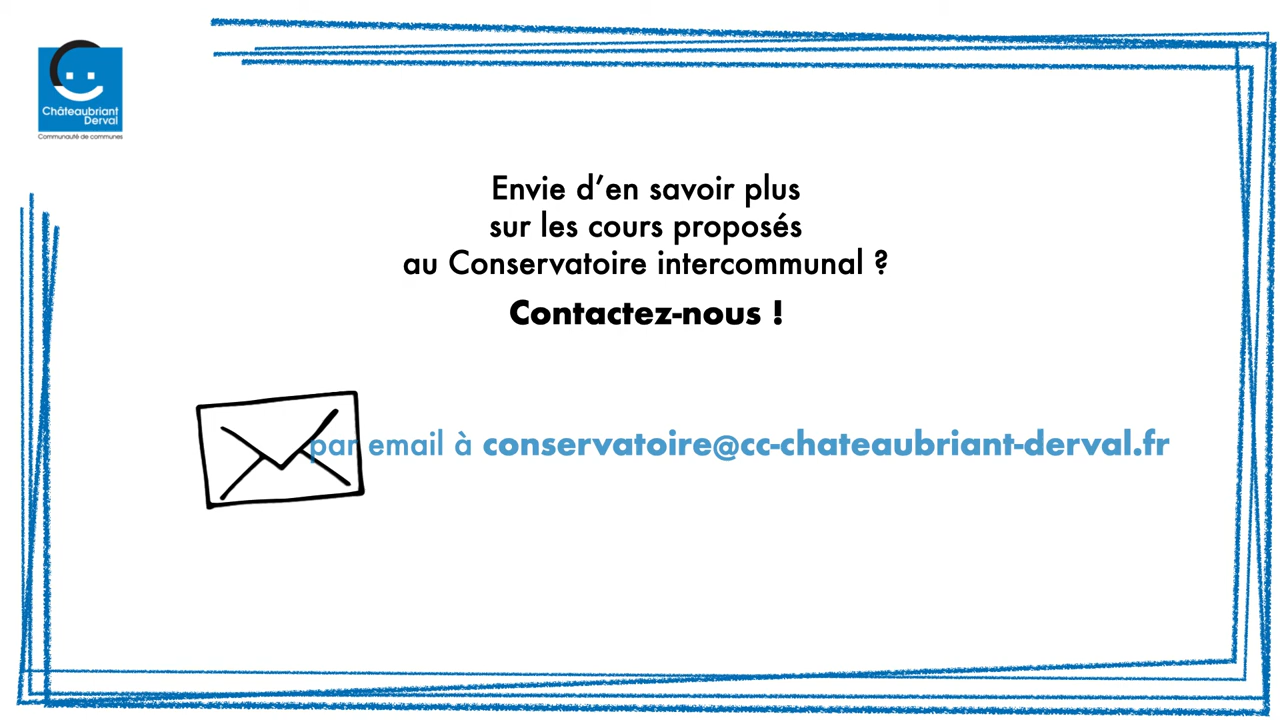 Châteaubriant
Derval
Communauté de communes
Envie d’en savoir plus
sur les cours proposés
au Conservatoire intercommunal ?
Contactez-nous !
par email à conservatoire@cc-chateaubriant-derval.fr